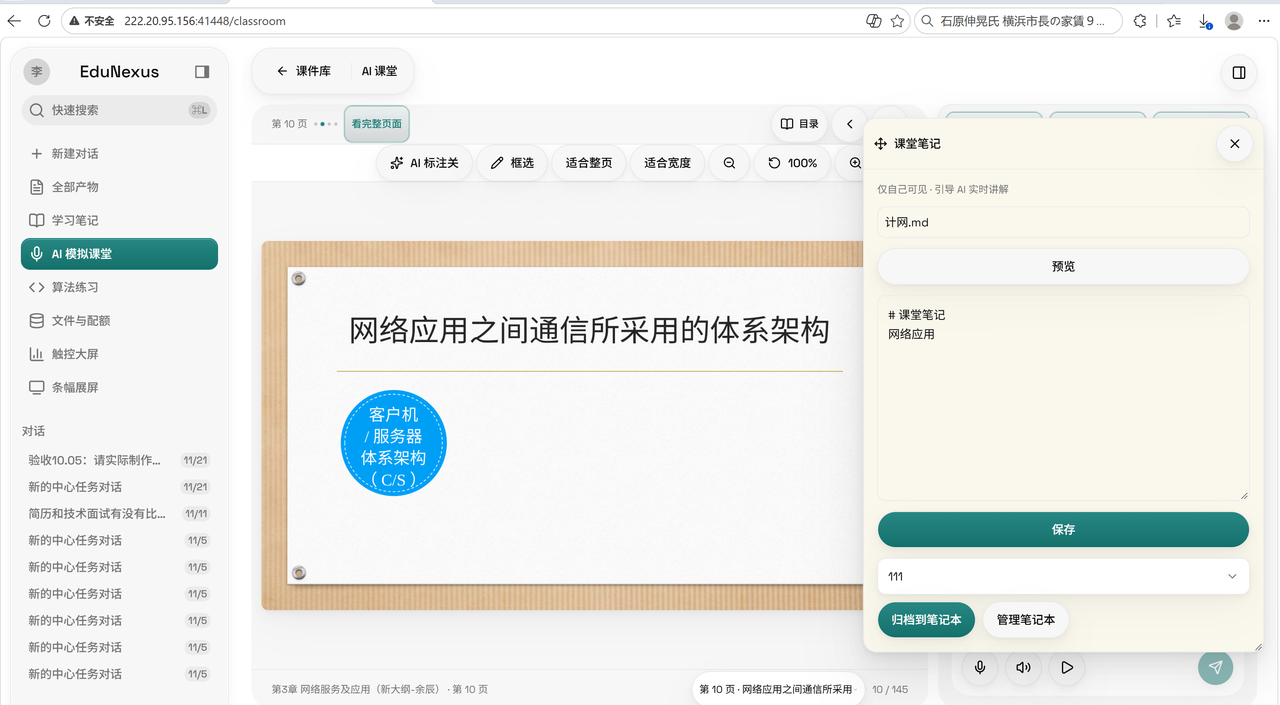 不安全 222.20.95.156:41448/classroom
石原伸晃氏 横浜市長の家賃９...
李 EduNexus
快速搜索 ⌘L
新建对话
全部产物
学习笔记
AI 模拟课堂
算法练习
文件与配额
触控大屏
条幅展屏
对话
验收10.05：请实际制作... 11/21
新的中心任务对话 11/21
简历和技术面试有没有比... 11/11
新的中心任务对话 11/5
新的中心任务对话 11/5
新的中心任务对话 11/5
新的中心任务对话 11/5
新的中心任务对话 11/5
新的中心任务对话 11/5
课件库 AI 课堂
第 10 页 看完整页面 目录
AI 标注关 框选 适合整页 适合宽度 100%
网络应用之间通信所采用的体系架构
客户机
/ 服务器
体系架构
（ C/S ）
第3章 网络服务及应用（新大纲-余辰） · 第 10 页
第 10 页 · 网络应用之间通信所采用 10 / 145
课堂笔记
仅自己可见 · 引导 AI 实时讲解
计网.md
预览
# 课堂笔记
网络应用
保存
111
归档到笔记本 管理笔记本